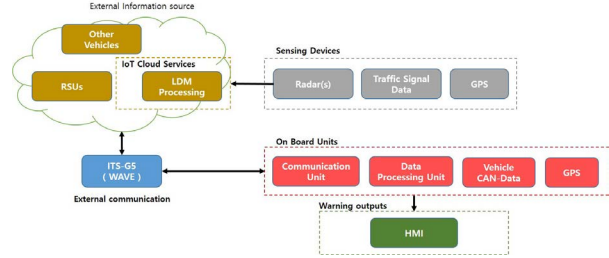 External Information source
Other
Vehicles
IoT Cloud Services
RSUs
LDM
Processing
Sensing Devices
Radar(s)
Traffic Signal
Data
GPS
ITS-G5
( WAVE )
External communication
On Board Units
Communication
Unit
Data
Processing Unit
Vehicle
CAN-Data
GPS
Warning outputs
HMI